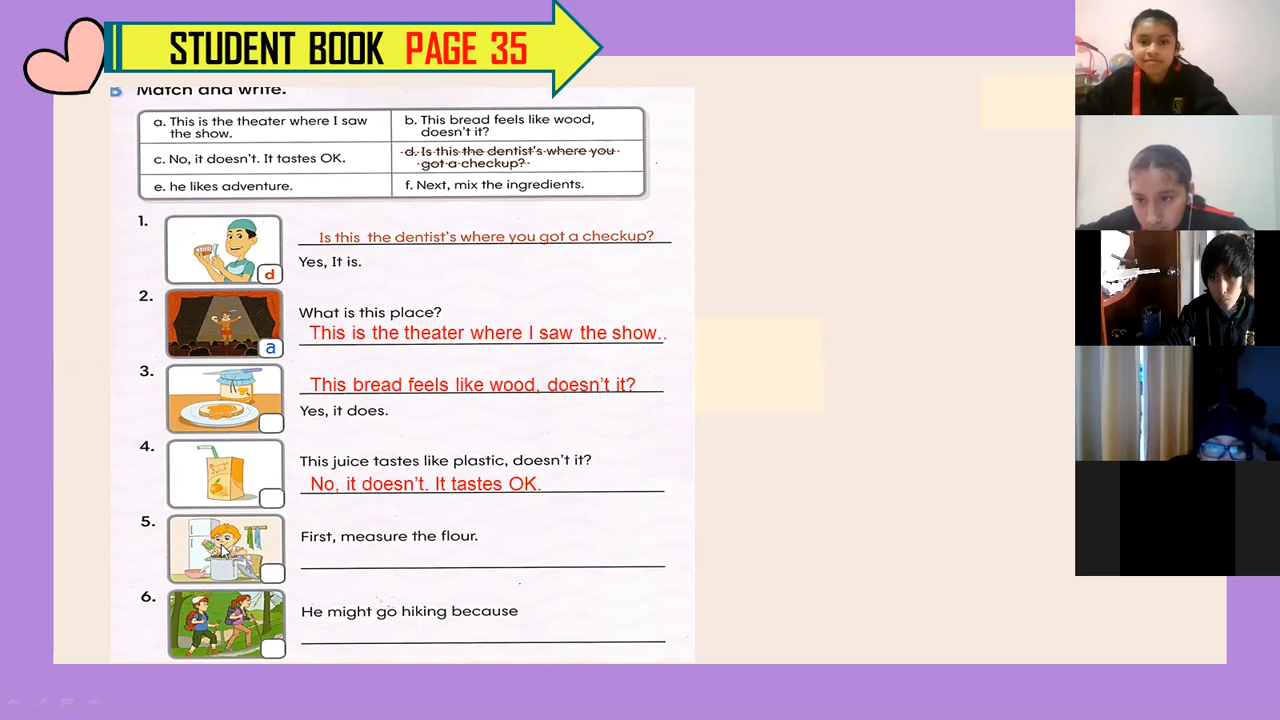 STUDENT BOOK PAGE 35
B Match and write.
a. This is the theater where I saw
the show.
b. This bread feels like wood,
doesn't it?
c. No, it doesn't. It tastes OK.
d. Is this the dentist's where you
got a checkup?
e. he likes adventure.
f. Next, mix the ingredients.
1.
Is this the dentist's where you got a checkup?
d
Yes, It is.
2.
What is this place?
This is the theater where I saw the show..
a
3.
This bread feels like wood, doesn't it?
Yes, it does.
4.
This juice tastes like plastic, doesn't it?
No, it doesn't. It tastes OK.
5.
First, measure the flour.
6.
He might go hiking because